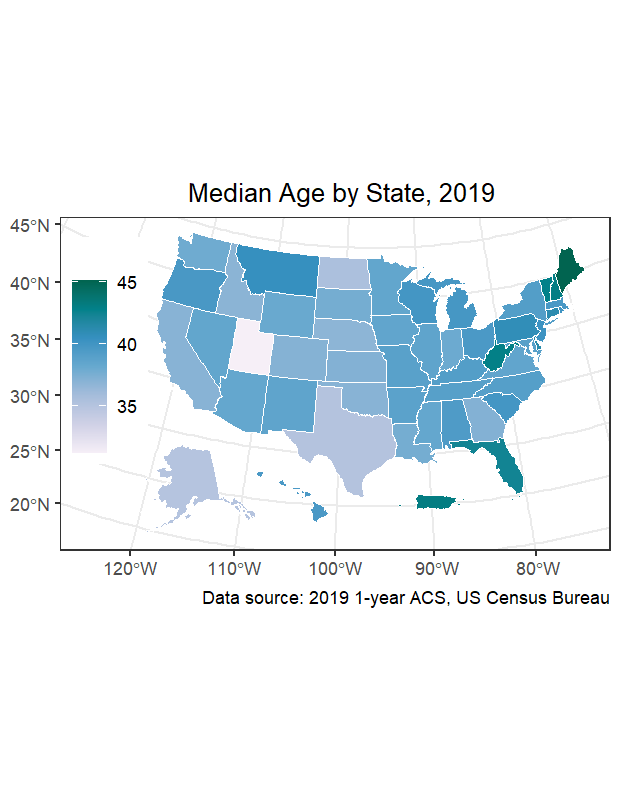 Median Age by State, 2019
45°N
40°N
35°N
30°N
25°N
20°N
45
40
35
120°W
110°W
100°W
90°W
80°W
Data source: 2019 1-year ACS, US Census Bureau